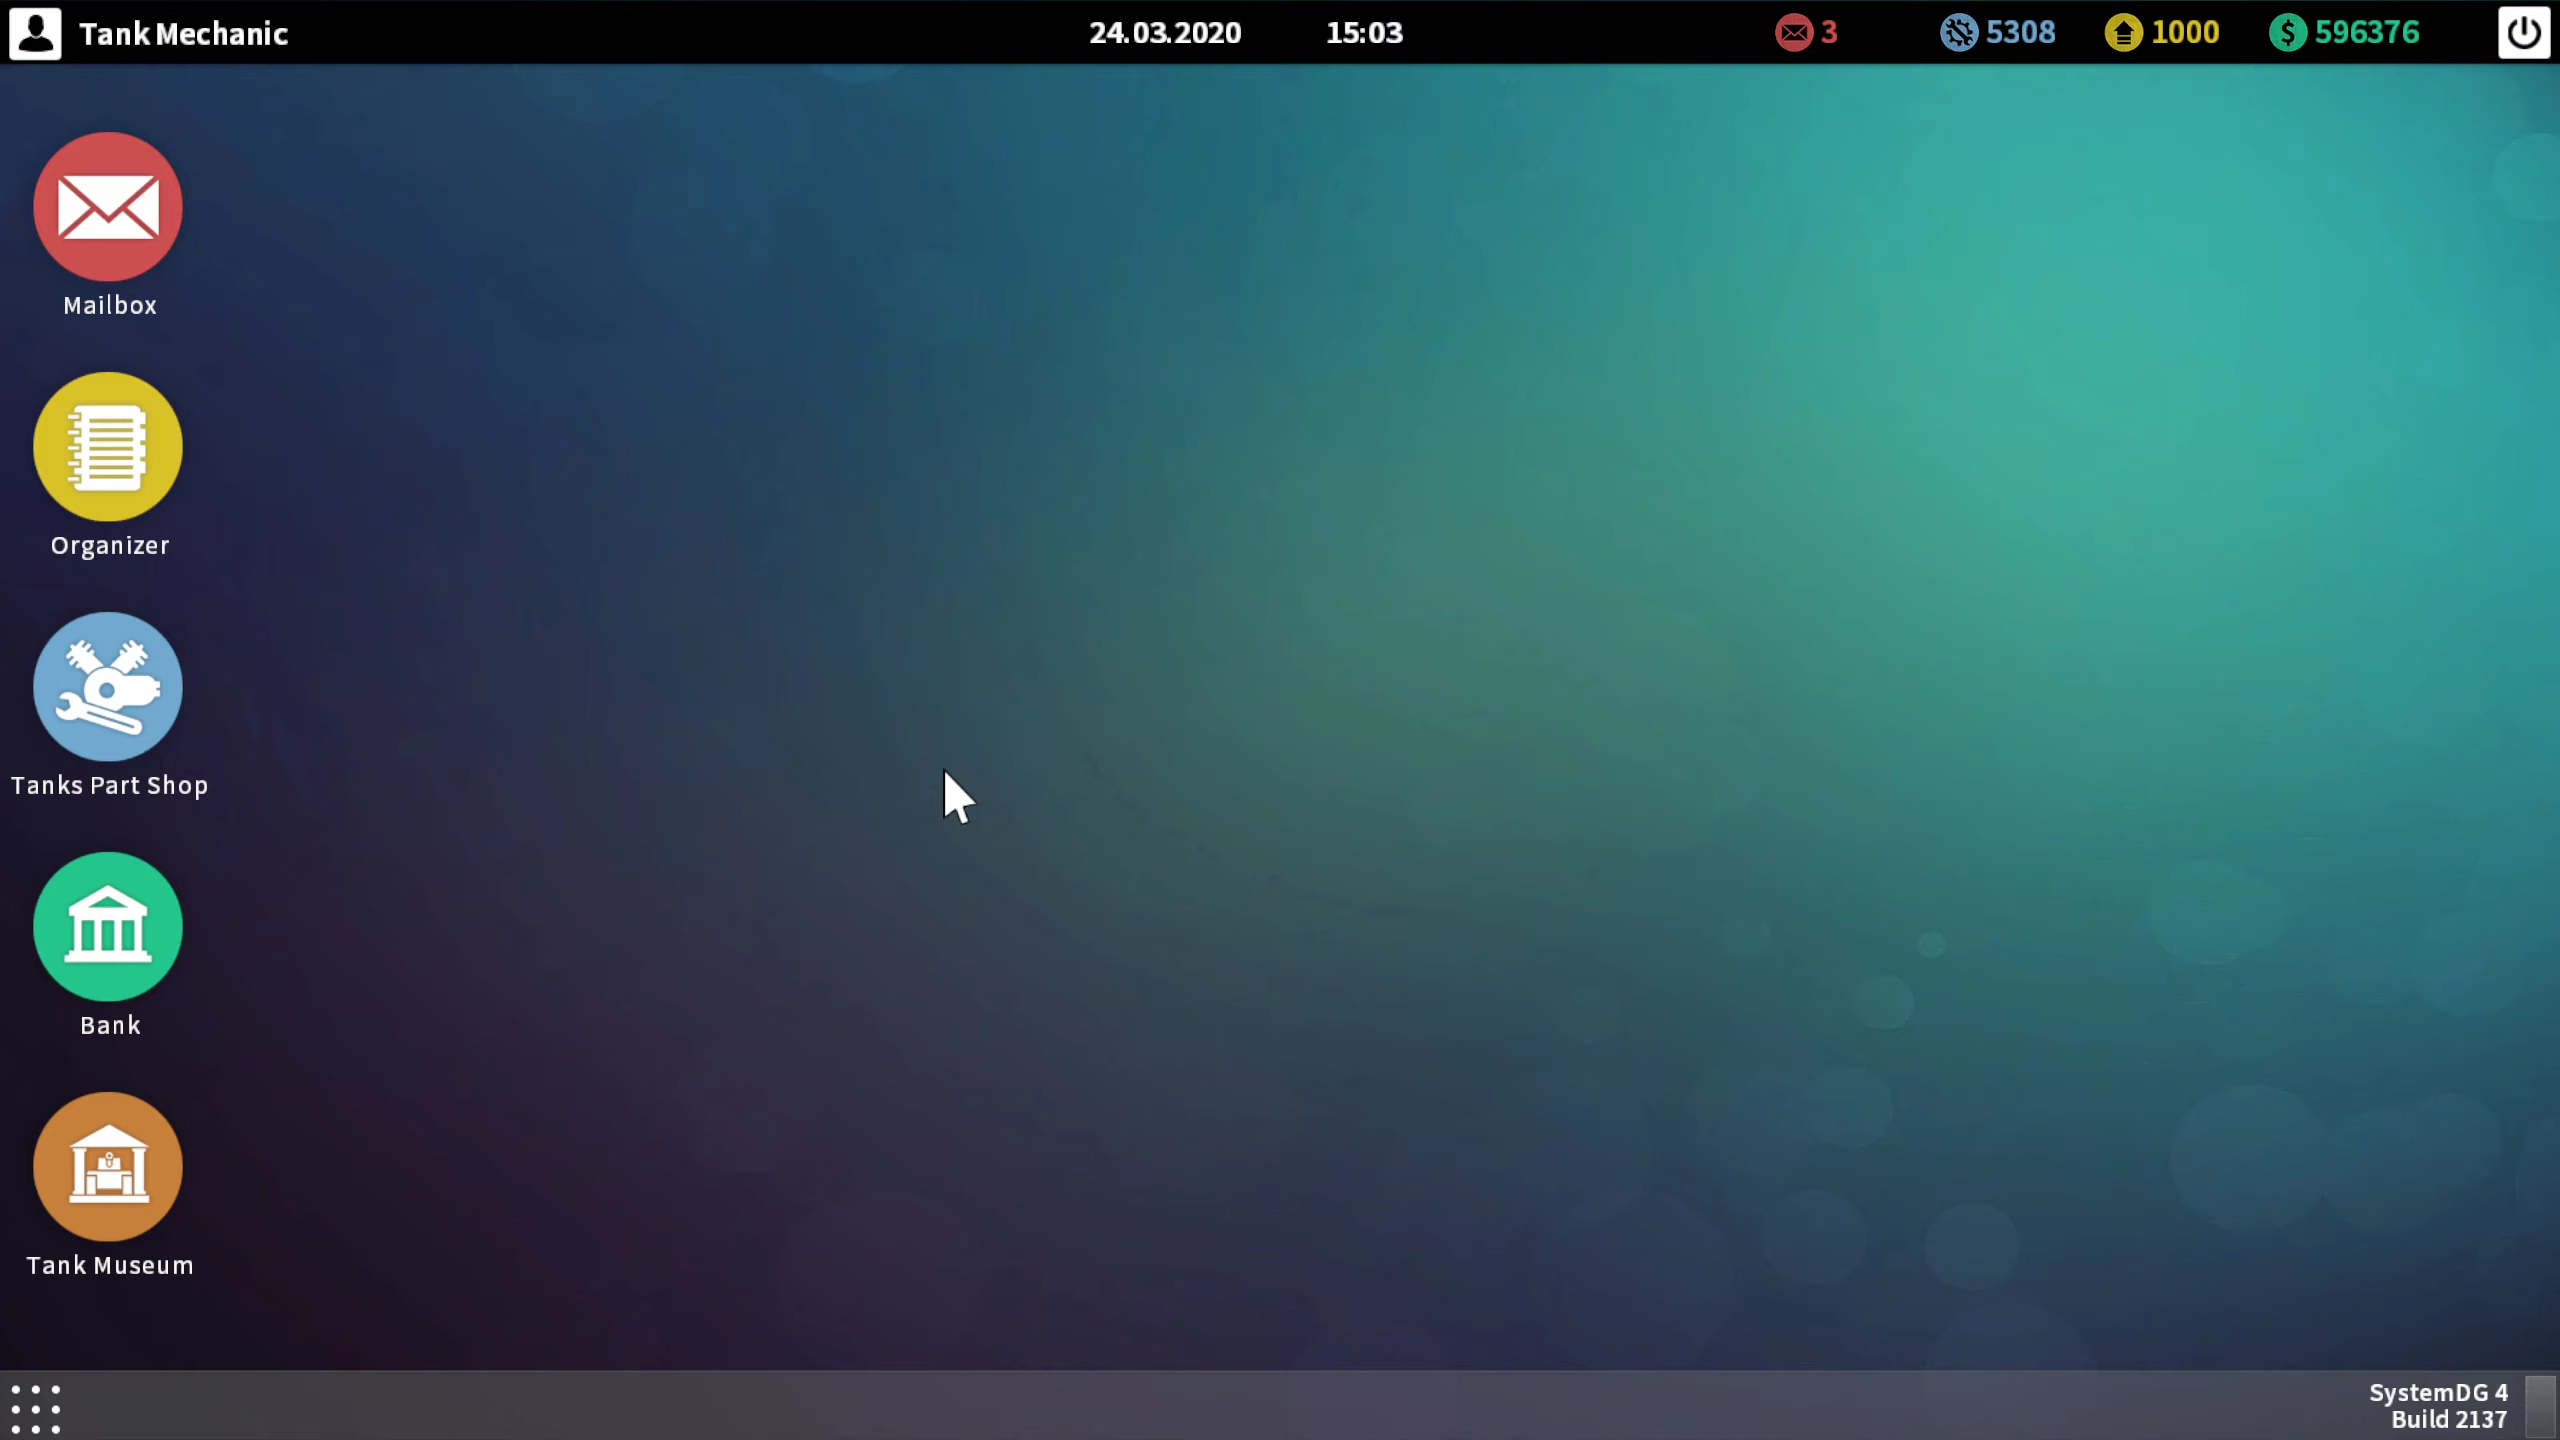 Tank Mechanic 24.03.2020 15:03 3 5308 1000 596376
Mailbox
Organizer
Tanks Part Shop
Bank
Tank Museum
SystemDG 4
Build 2137